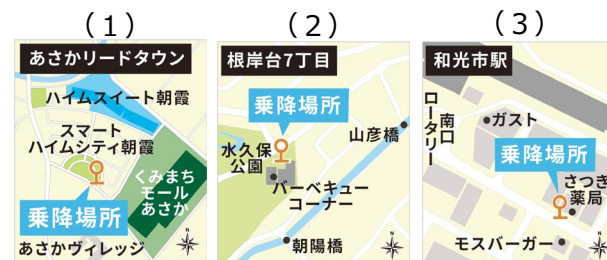 (1)
あさかリードタウン
ハイムスイート朝霞
スマート
ハイムシティ朝霞
くみまち
モール
あさか
乗降場所
あさかヴィレッジ
N
(2)
根岸台7丁目
乗降場所
山彦橋
水久保
公園
バーベキュー
コーナー
朝陽橋
N
(3)
和光市駅
南口
ロータリー
ガスト
乗降場所
さつき
薬局
モスバーガー
N